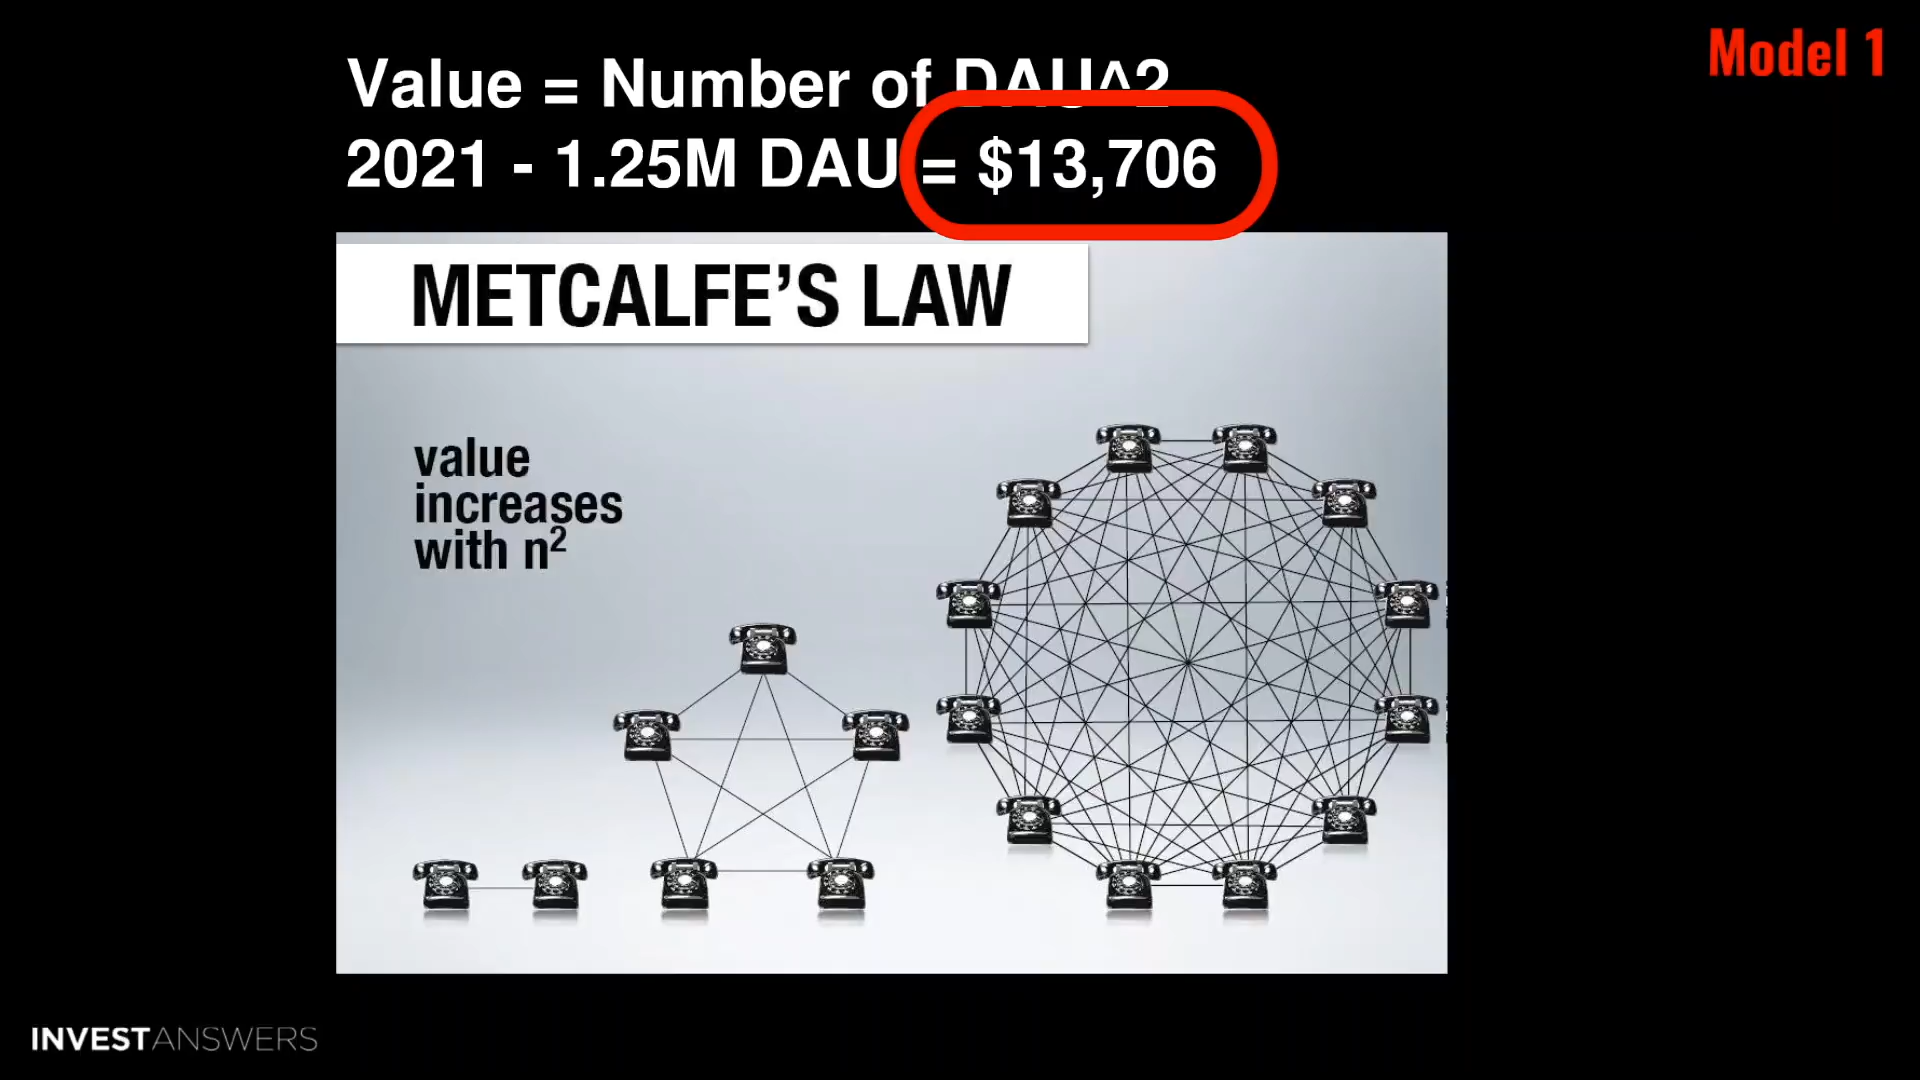 Model 1
Value = Number of DAU^2
2021 - 1.25M DAU = $13,706
METCALFE'S LAW
value
increases
with n²
INVESTANSWERS